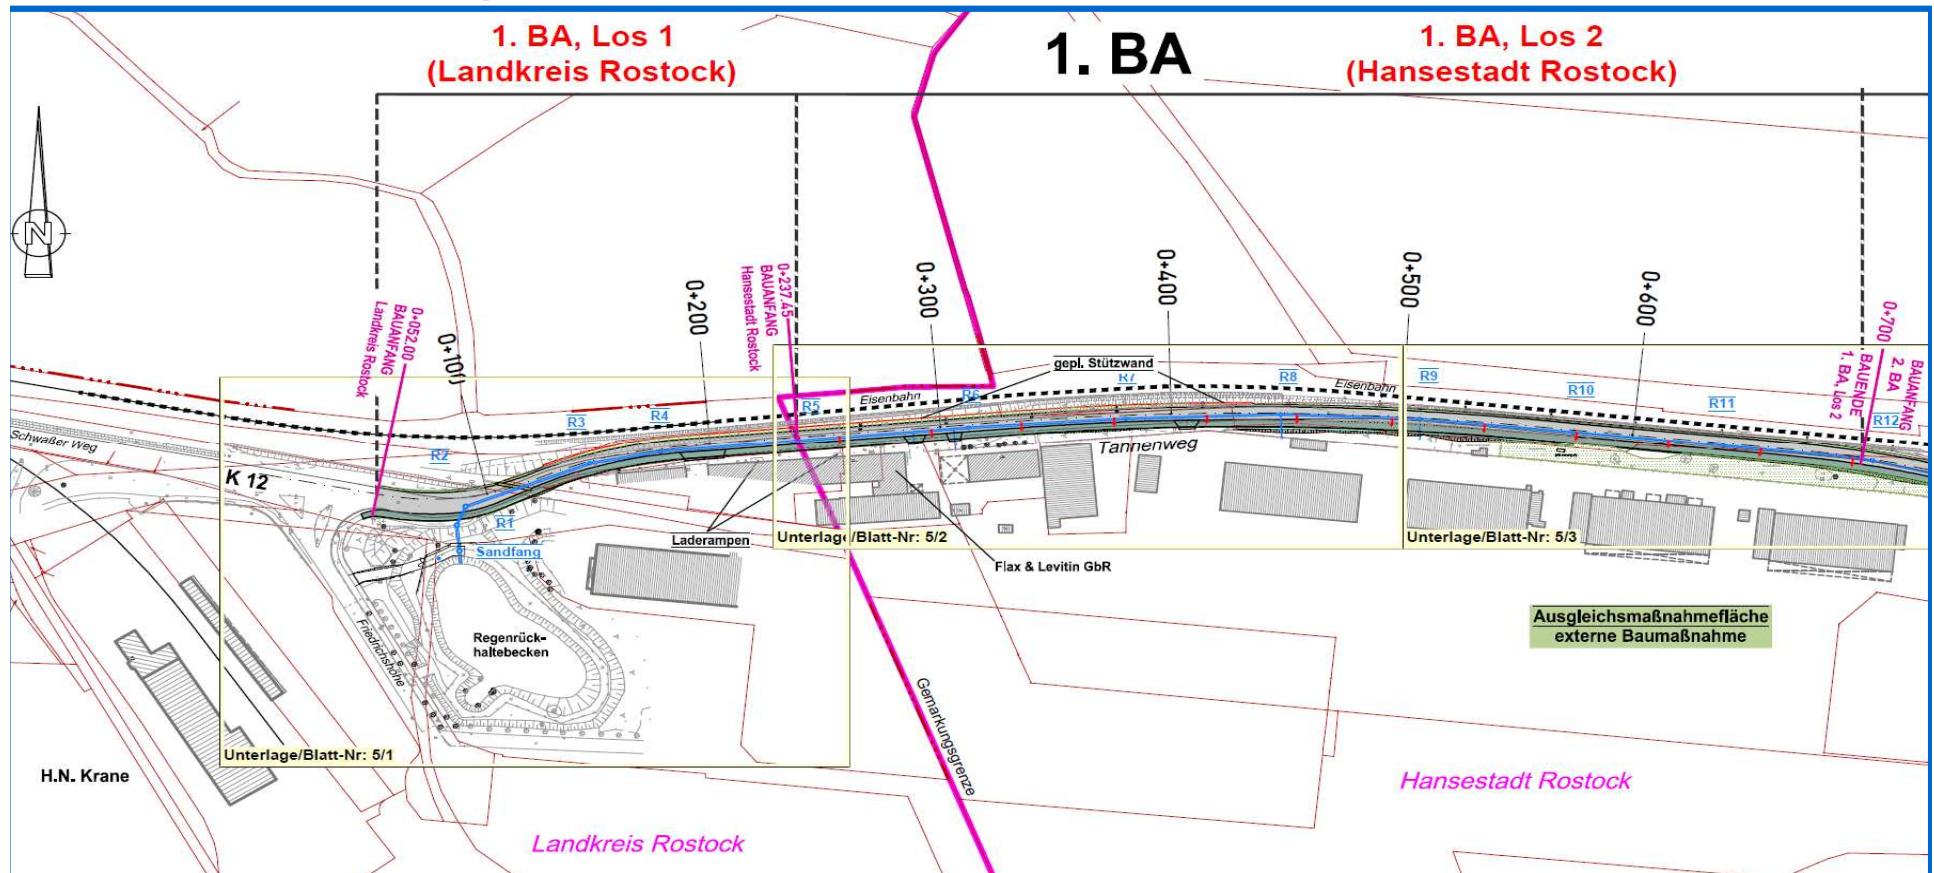 1. BA, Los 1
(Landkreis Rostock)
1. BA
1. BA, Los 2
(Hansestadt Rostock)
N
0+052.00
BAUANFANG
Landkreis Rostock
0+100
0+200
0+237.45
BAUANFANG
Hansestadt Rostock
0+300
0+400
0+500
0+600
0+700
BAUANFANG
2. BA
BAUENDE
1. BA, Los 2
gepl. Stützwand
Eisenbahn
Eisenbahn
R1
R2
R3
R4
R5
R6
R7
R8
R9
R10
R11
R12
Schwaßer Weg
K 12
Tannenweg
Sandfang
Laderampen
Unterlage/Blatt-Nr: 5/2
Unterlage/Blatt-Nr: 5/3
Flax & Levitin GbR
Regenrück-
haltebecken
Friedrichshöhe
Ausgleichsmaßnahmefläche
externe Baumaßnahme
Gemarkungsgrenze
Unterlage/Blatt-Nr: 5/1
H.N. Krane
Hansestadt Rostock
Landkreis Rostock